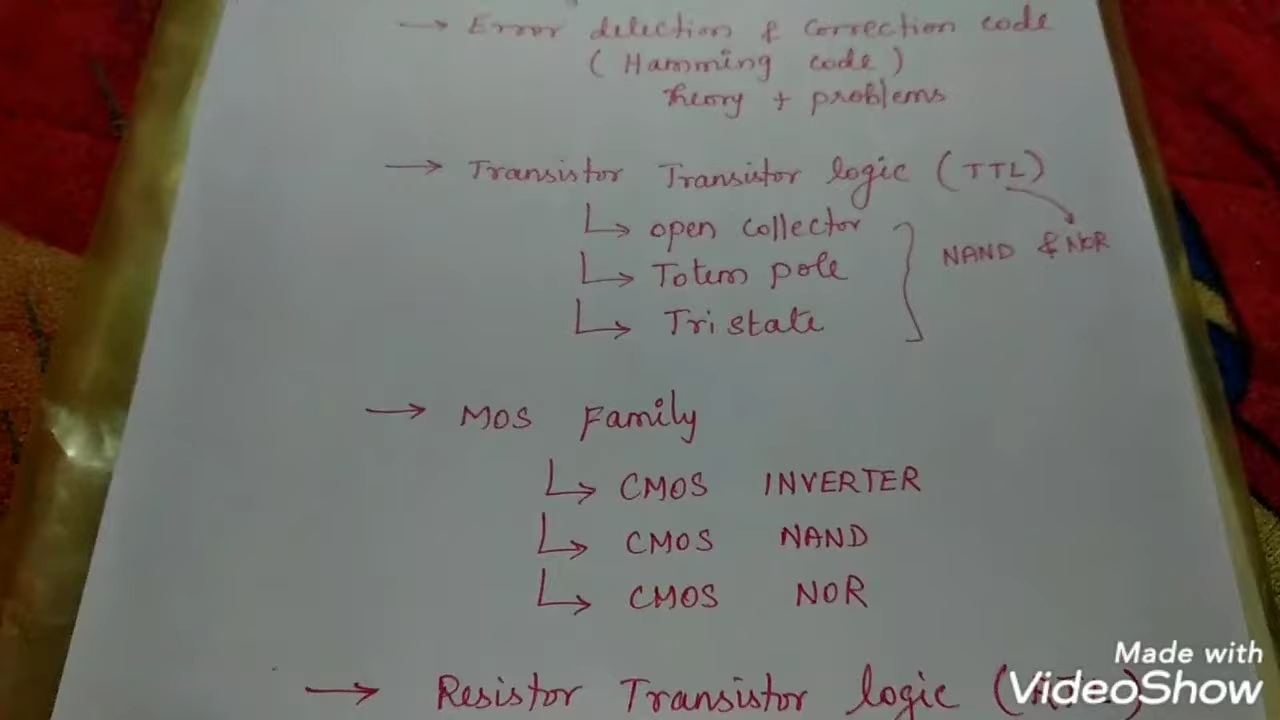 → Error detection & correction code
( Hamming code )
Theory + problems
→ Transistor Transistor logic ( TTL )
↳ open collector
↳ Totem pole
↳ Tri state
NAND & NOR
→ MOS Family
↳ CMOS INVERTER
↳ CMOS NAND
↳ CMOS NOR
→ Resistor Transistor logic (
Made with
VideoShow